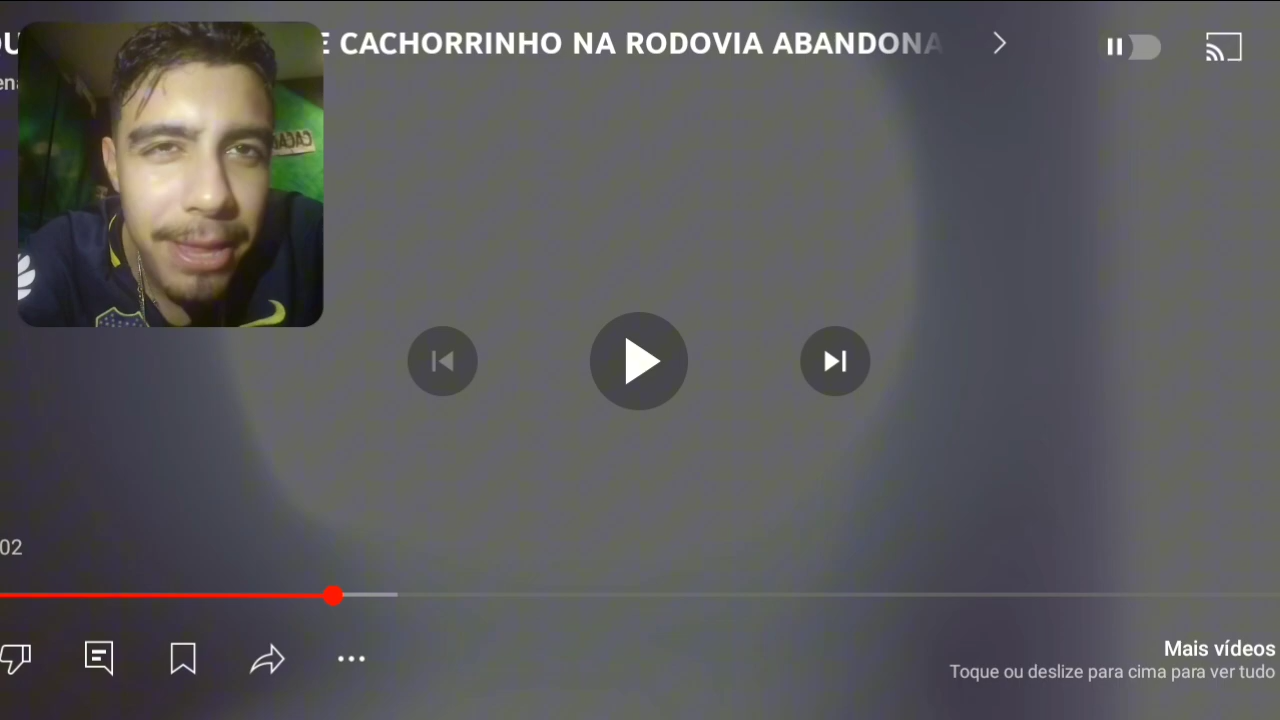 E CACHORRINHO NA RODOVIA ABANDONA
02
Mais vídeos
Toque ou deslize para cima para ver tudo